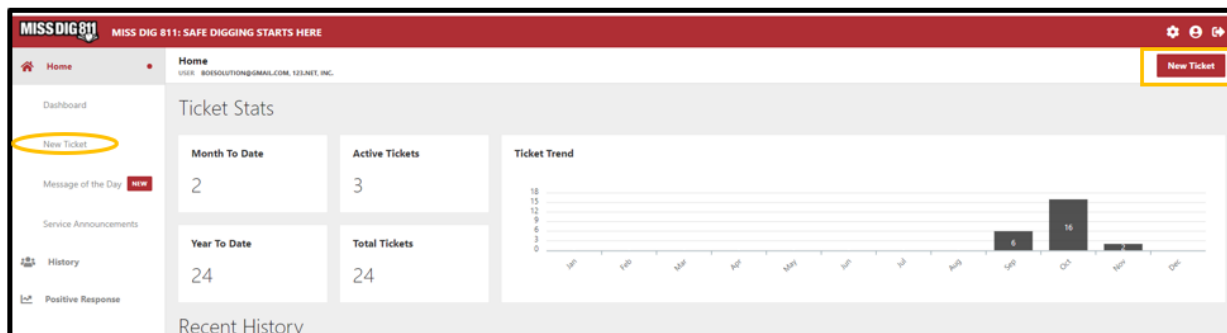 MISS DIG 811 MISS DIG 811: SAFE DIGGING STARTS HERE
Home
Home
USER BOESOLUTION@GMAIL.COM, 123.NET, INC.
New Ticket
Dashboard
New Ticket
Message of the Day NEW
Service Announcements
History
Positive Response
Ticket Stats
Month To Date
2
Active Tickets
3
Year To Date
24
Total Tickets
24
Ticket Trend
18
15
12
9
6
3
0
6 16 2
Jan Feb Mar Apr May Jun Jul Aug Sep Oct Nov Dec
Recent History